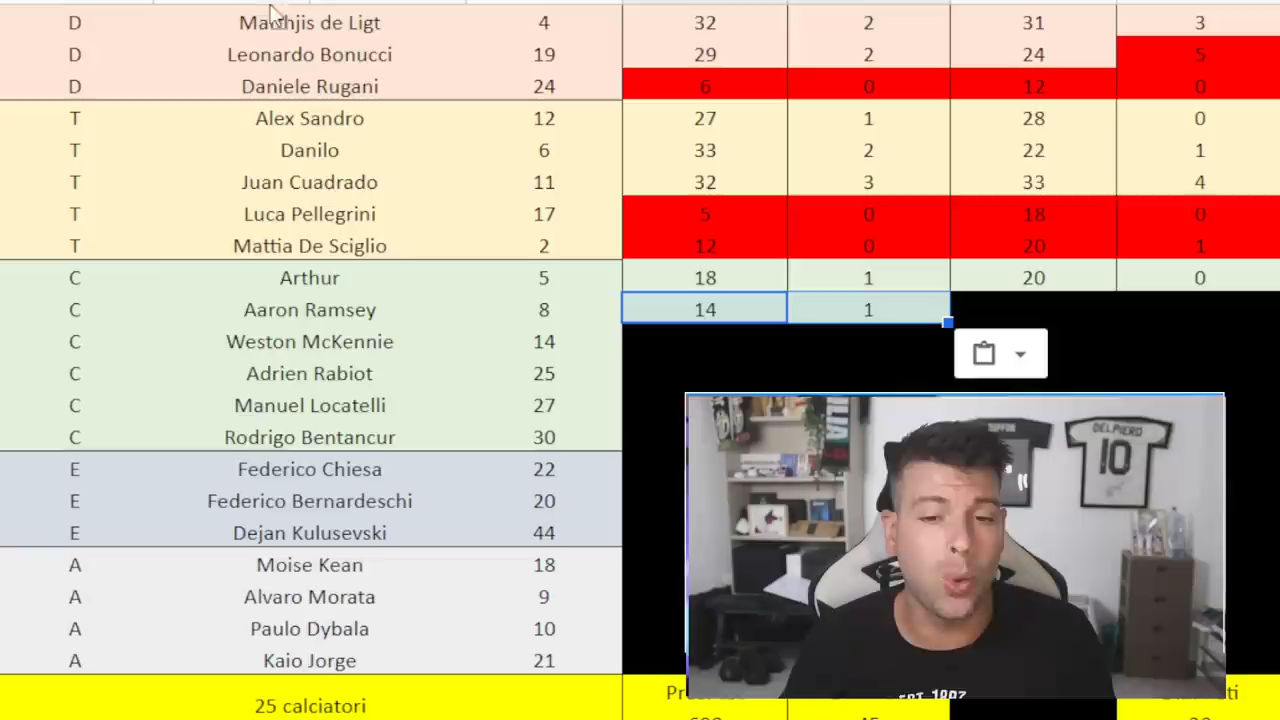 D Matthjis de Ligt 4 32 2 31 3
D Leonardo Bonucci 19 29 2 24 5
D Daniele Rugani 24 6 0 12 0
T Alex Sandro 12 27 1 28 0
T Danilo 6 33 2 22 1
T Juan Cuadrado 11 32 3 33 4
T Luca Pellegrini 17 5 0 18 0
T Mattia De Sciglio 2 12 0 20 1
C Arthur 5 18 1 20 0
C Aaron Ramsey 8 14 1
C Weston McKennie 14
C Adrien Rabiot 25
C Manuel Locatelli 27
C Rodrigo Bentancur 30
E Federico Chiesa 22
E Federico Bernardeschi 20
E Dejan Kulusevski 44
A Moise Kean 18
A Alvaro Morata 9
A Paulo Dybala 10
A Kaio Jorge 21
25 calciatori
DEL PIERO
10